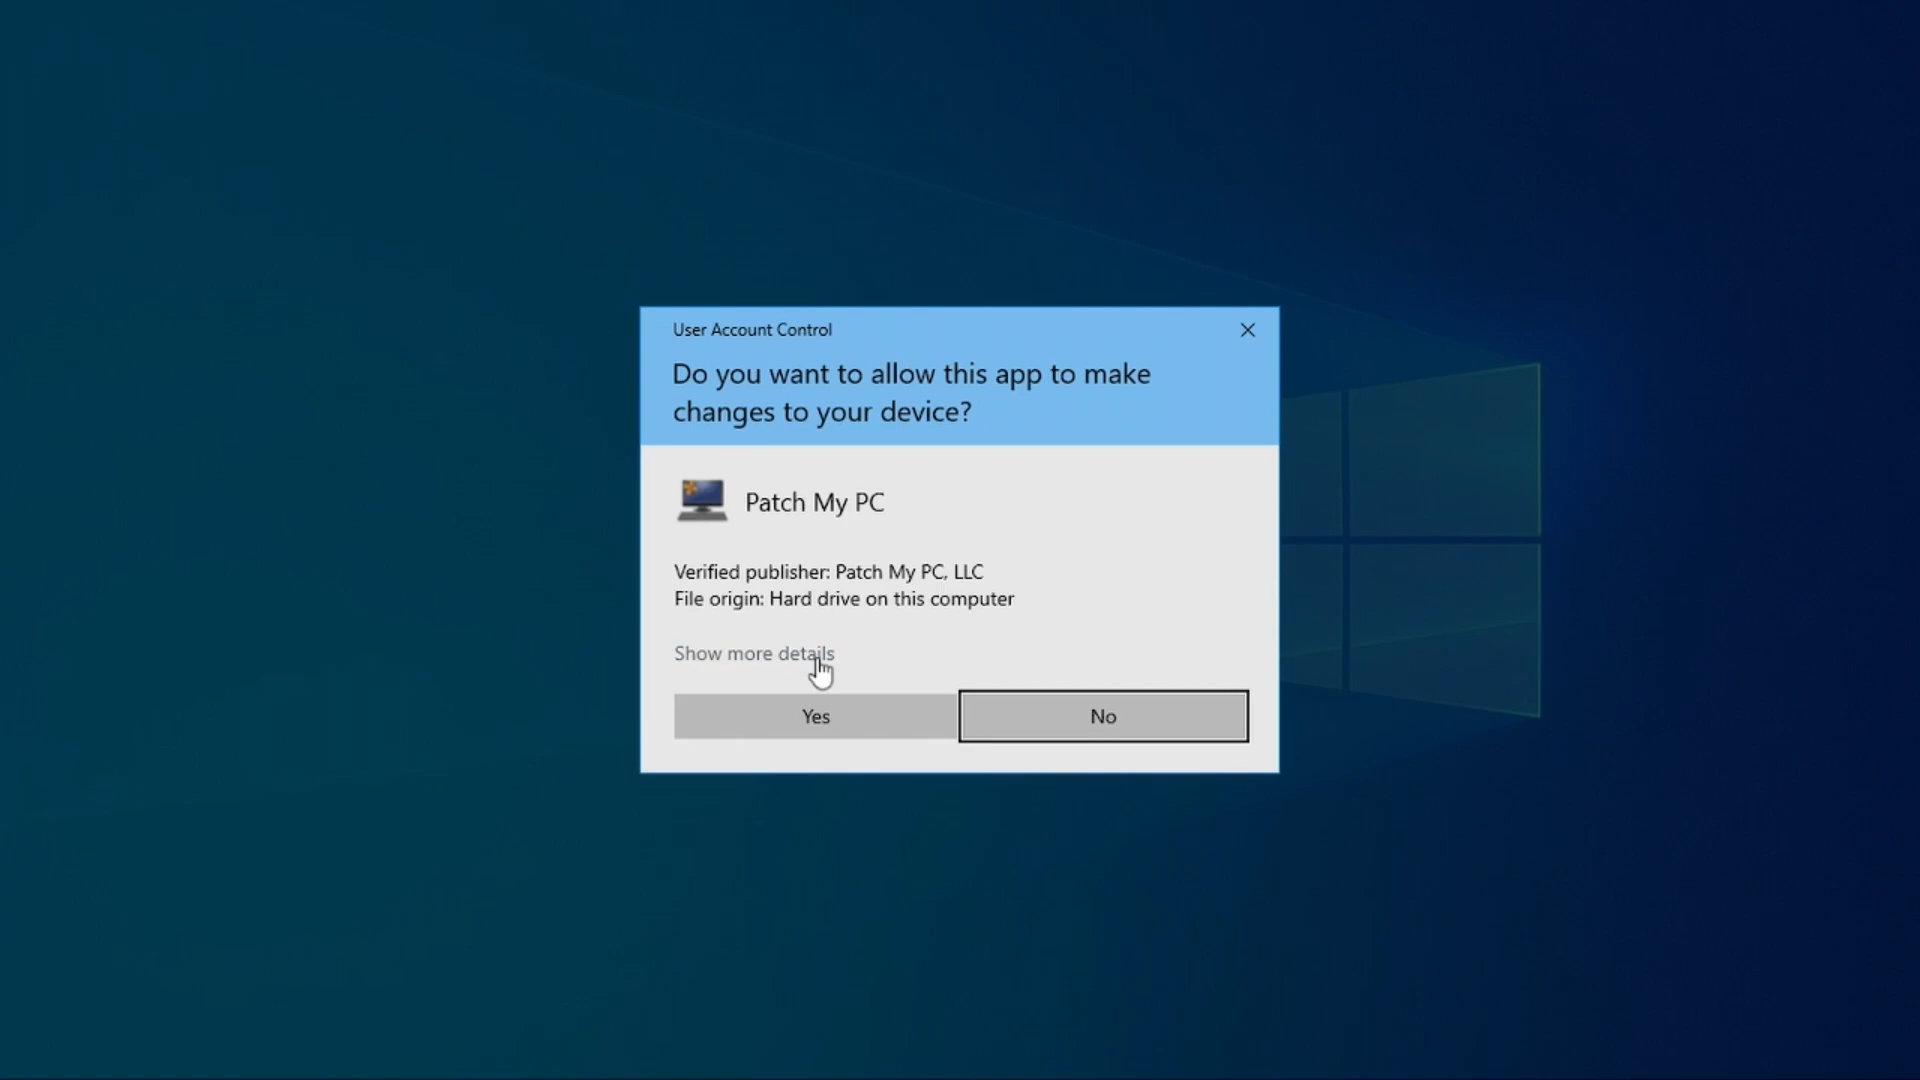 User Account Control
Do you want to allow this app to make
changes to your device?
Patch My PC
Verified publisher: Patch My PC, LLC
File origin: Hard drive on this computer
Show more details
Yes
No